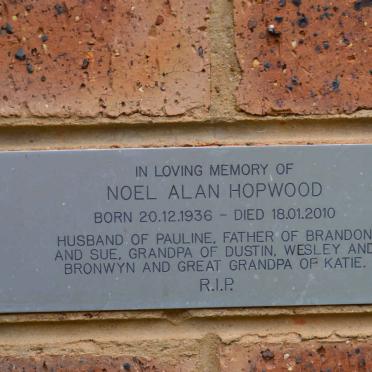 IN LOVING MEMORY OF
NOEL ALAN HOPWOOD
BORN 20.12.1936 - DIED 18.01.2010
HUSBAND OF PAULINE, FATHER OF BRANDON
AND SUE, GRANDPA OF DUSTIN, WESLEY AND
BRONWYN AND GREAT GRANDPA OF KATIE.
R.I.P.